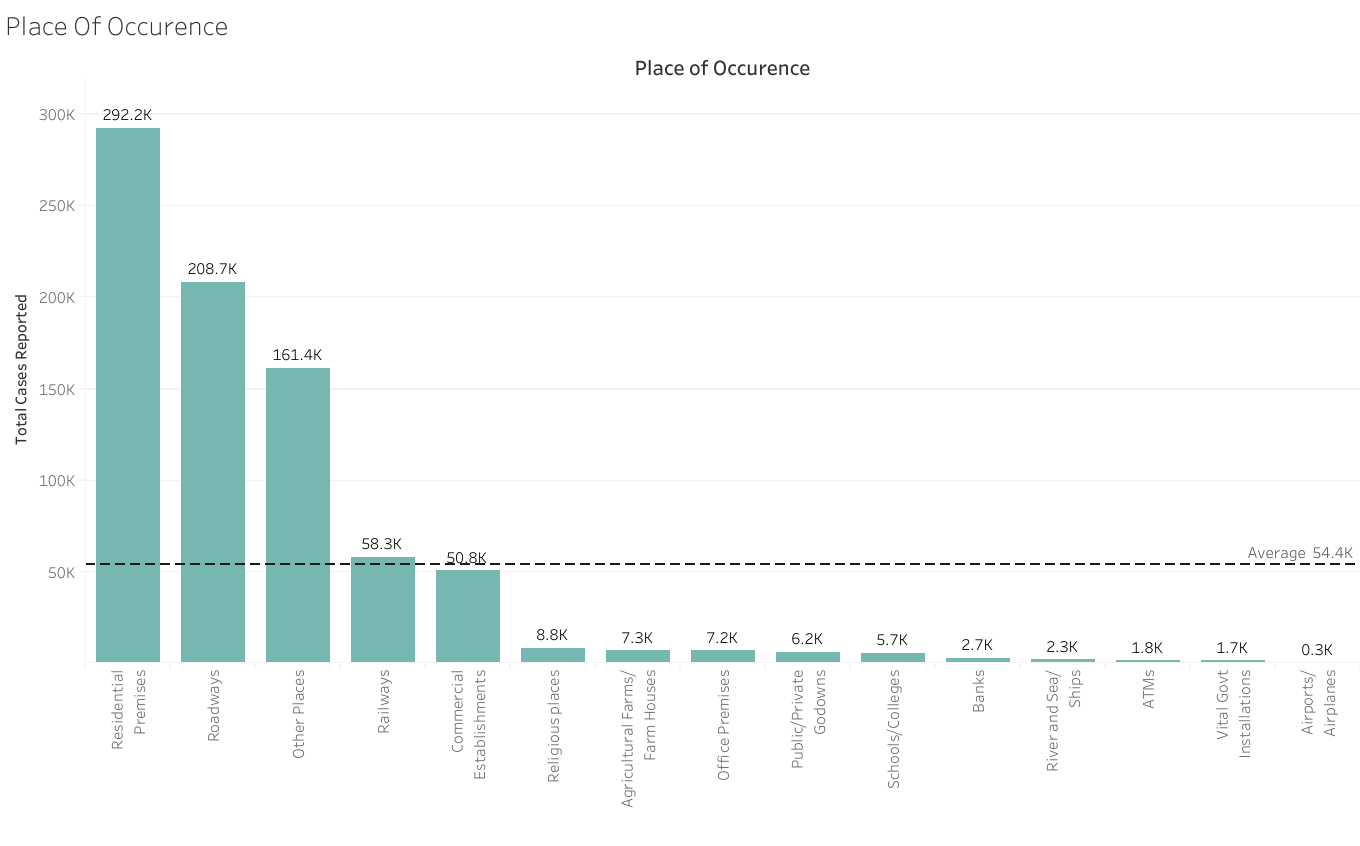 Place Of Occurence
Place of Occurence
Total Cases Reported
300K
250K
200K
150K
100K
50K
292.2K
208.7K
161.4K
58.3K
50.8K
8.8K
7.3K
7.2K
6.2K
5.7K
2.7K
2.3K
1.8K
1.7K
0.3K
Average 54.4K
Residential
Premises
Roadways
Other Places
Railways
Commercial
Establishments
Religious places
Agricultural Farms/
Farm Houses
Office Premises
Public/Private
Godowns
Schools/Colleges
Banks
River and Sea/
Ships
ATMs
Vital Govt
Installations
Airports/
Airplanes